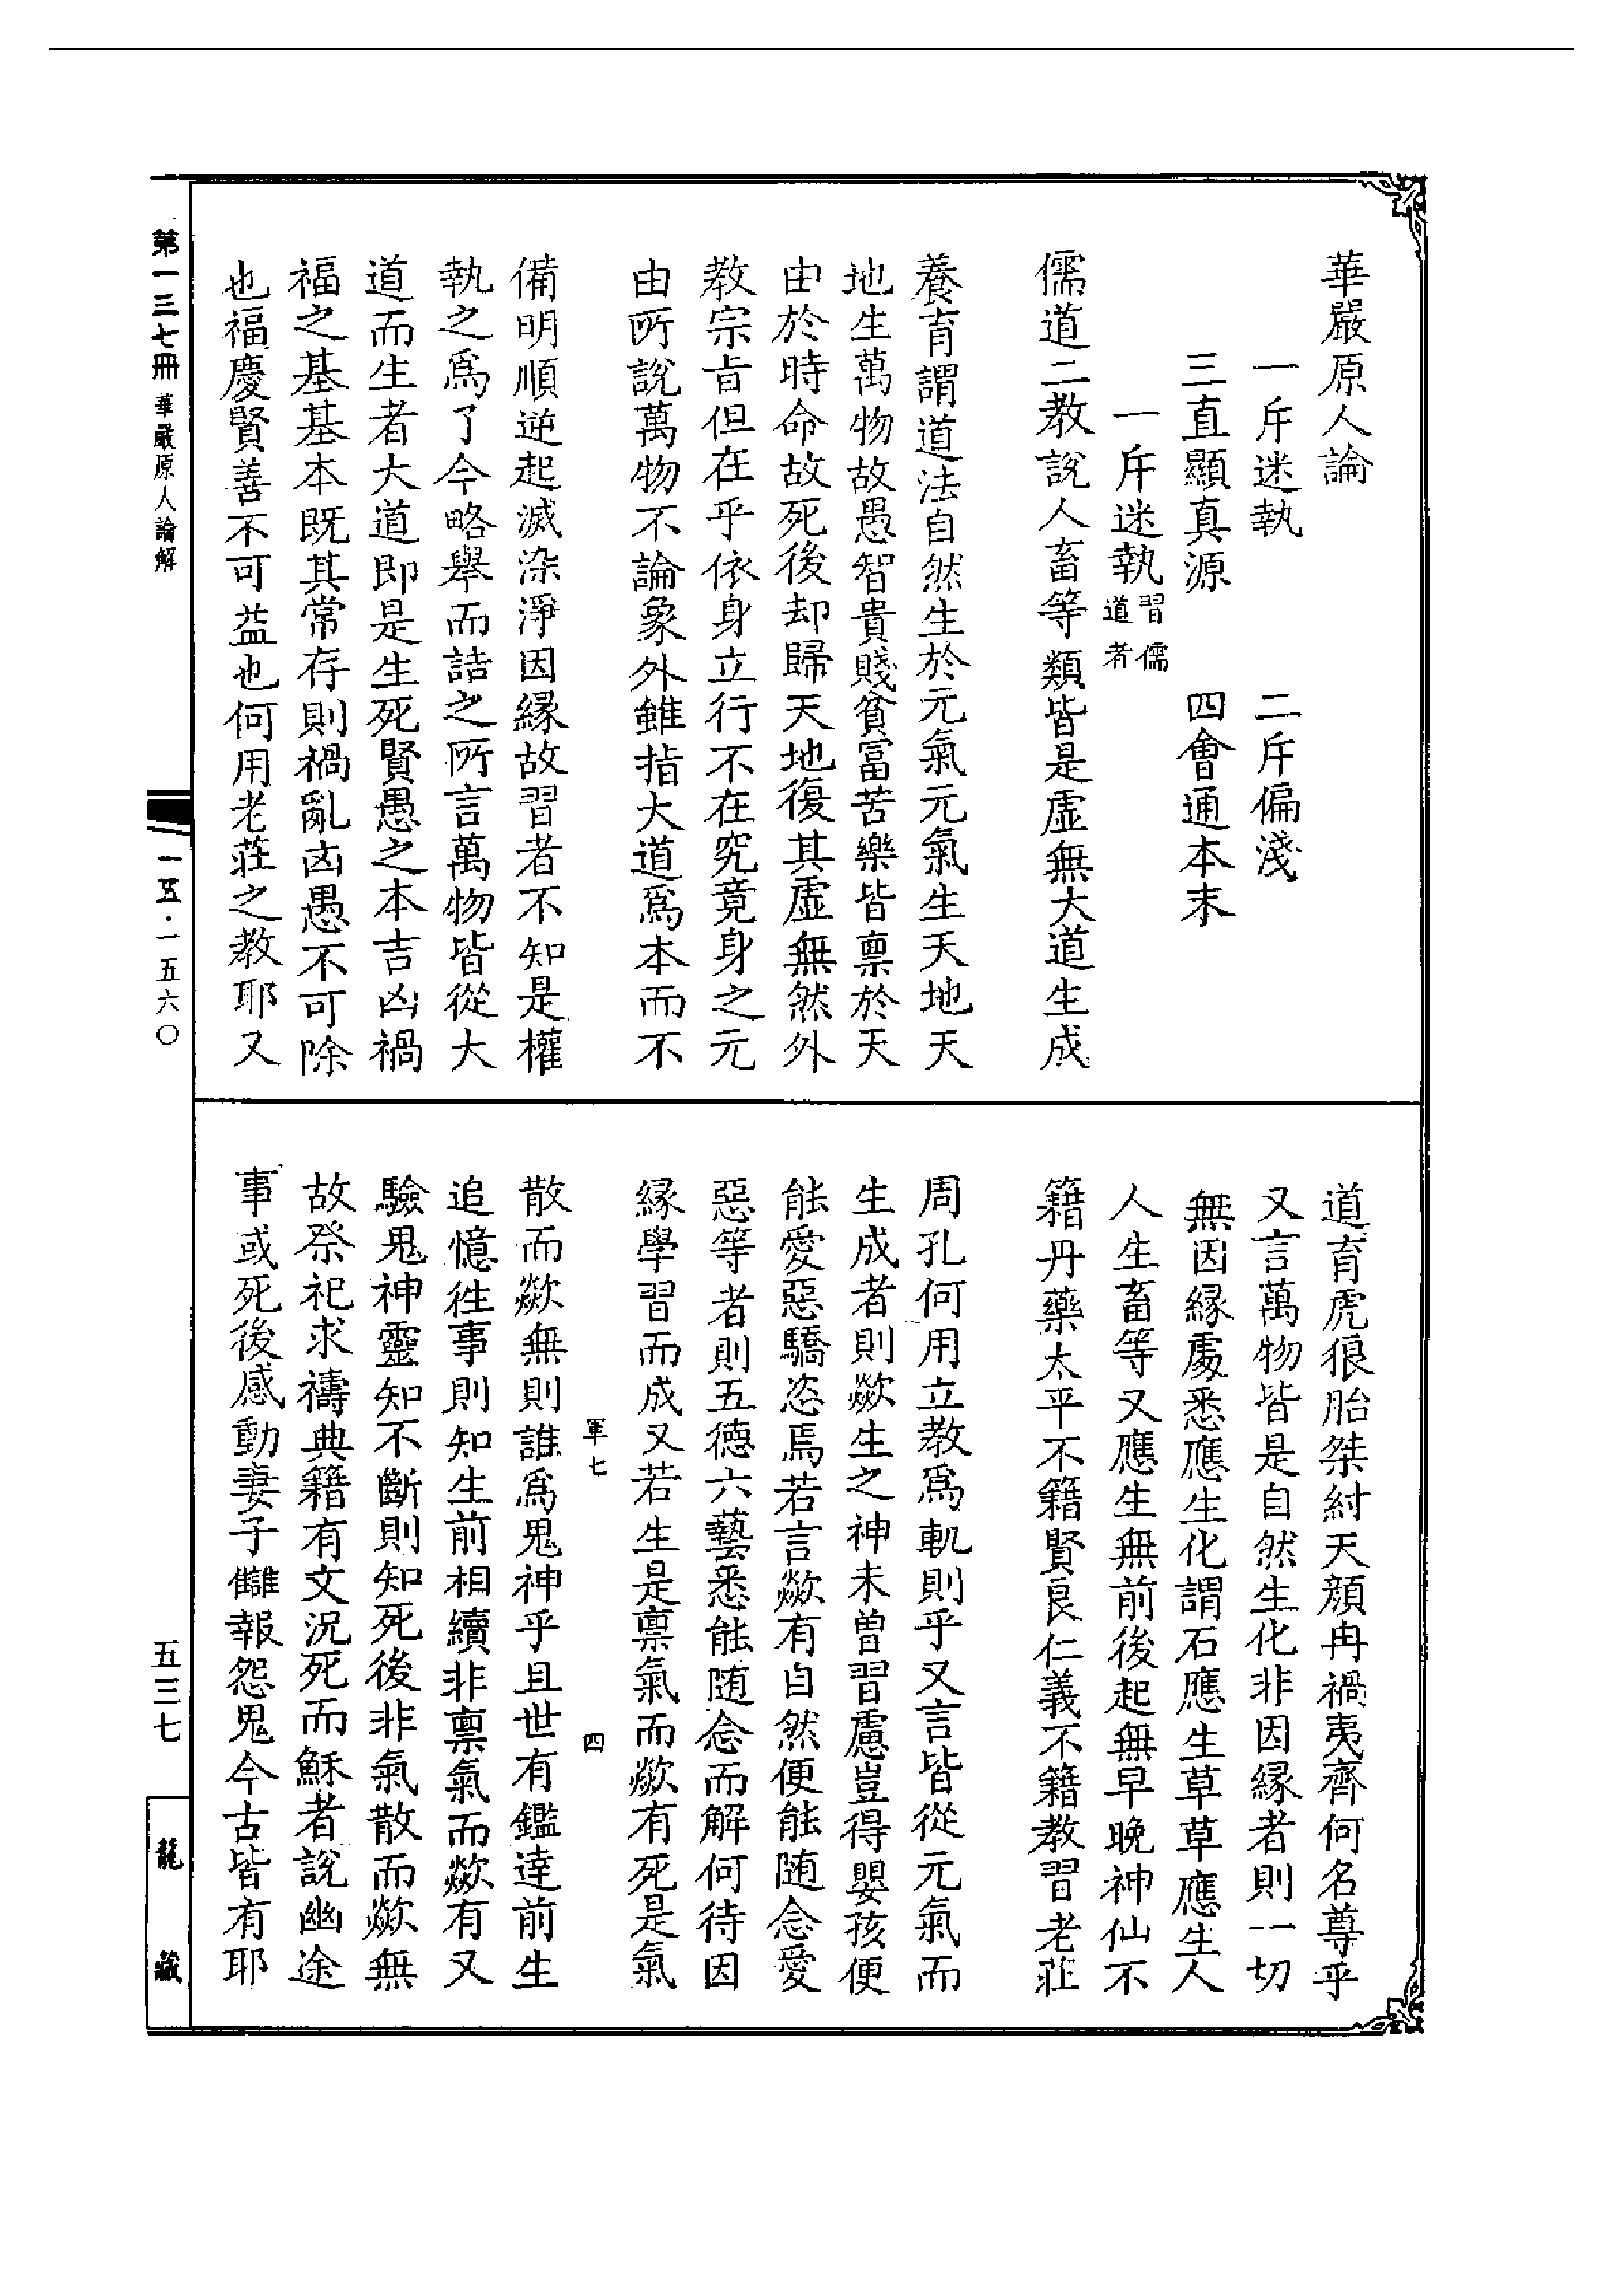 華嚴原人論
一斥迷執　二斥偏淺
三直顯真源　四會通本末
一斥迷執習儒道者
儒道二教說人畜等類皆是虛無大道生成
養育謂道法自然生於元氣元氣生天地天
地生萬物故愚智貴賤貧富苦樂皆禀於天
由於時命故死後却歸天地復其虛無然外
教宗旨但在乎依身立行不在究竟身之元
由所說萬物不論象外雖指大道爲本而不
備明順逆起滅染淨因緣故習者不知是權
執之爲了今略舉而詰之所言萬物皆從大
道而生者大道即是生死賢愚之本吉凶禍
福之基基本既其常存則禍亂凶愚不可除
也福慶賢善不可益也何用老莊之教耶又
道育虎狼胎桀紂夭顏冉禍夷齊何名尊乎
又言萬物皆是自然生化非因緣者則一切
無因緣處悉應生化謂石應生草草應生人
人生畜等又應生無前後起無早晚神仙不
籍丹藥太平不籍賢良仁義不籍教習老莊
周孔何用立教爲軌則乎又言皆從元氣而
生成者則歘生之神未曾習慮豈得嬰孩便
能愛惡驕恣焉若言歘有自然便能隨念愛
惡等者則五德六藝悉能隨念而解何待因
緣學習而成又若生是禀氣而歘有死是氣
軍七　四
散而歘無則誰爲鬼神乎且世有鑑達前生
追憶往事則知生前相續非禀氣而歘有又
驗鬼神靈知不斷則知死後非氣散而歘無
故祭祀求禱典籍有文況死而穌者說幽途
事或死後感動妻子讎報怨鬼今古皆有耶
第一三七冊　華嚴原人論解
一五·一五六〇
五三七
龍藏